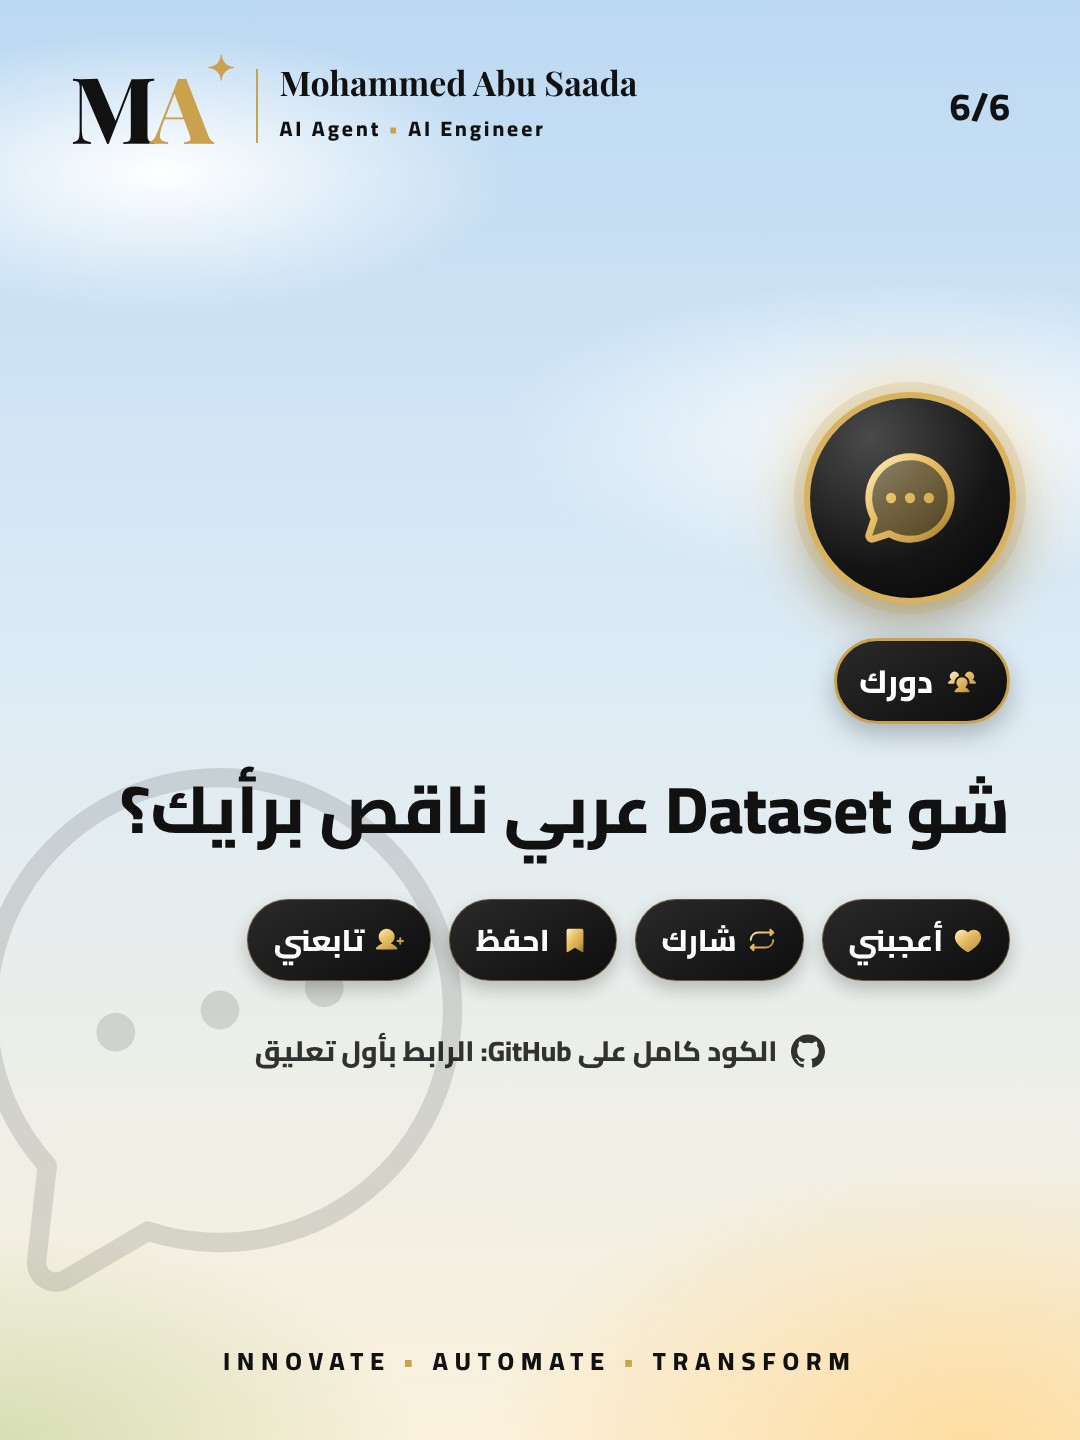 MA
Mohammed Abu Saada
AI Agent ▪ AI Engineer
6/6
دورك
شو Dataset عربي ناقص برأيك؟
أعجبني
شارك
احفظ
تابعني
الكود كامل على GitHub: الرابط بأول تعليق
INNOVATE ▪ AUTOMATE ▪ TRANSFORM